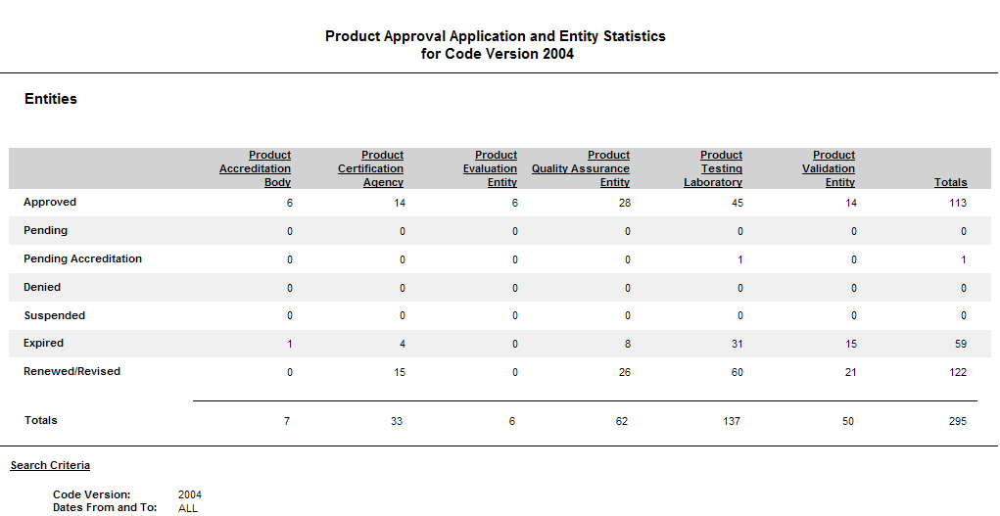 Product Approval Application and Entity Statistics
for Code Version 2004
Entities
Product Product Product Product Product Product
Accreditation Certification Evaluation Quality Assurance Testing Validation
Body Agency Entity Entity Laboratory Entity Totals
Approved 6 14 6 28 45 14 113
Pending 0 0 0 0 0 0 0
Pending Accreditation 0 0 0 0 1 0 1
Denied 0 0 0 0 0 0 0
Suspended 0 0 0 0 0 0 0
Expired 1 4 0 8 31 15 59
Renewed/Revised 0 15 0 26 60 21 122
Totals 7 33 6 62 137 50 295
Search Criteria
Code Version: 2004
Dates From and To: ALL